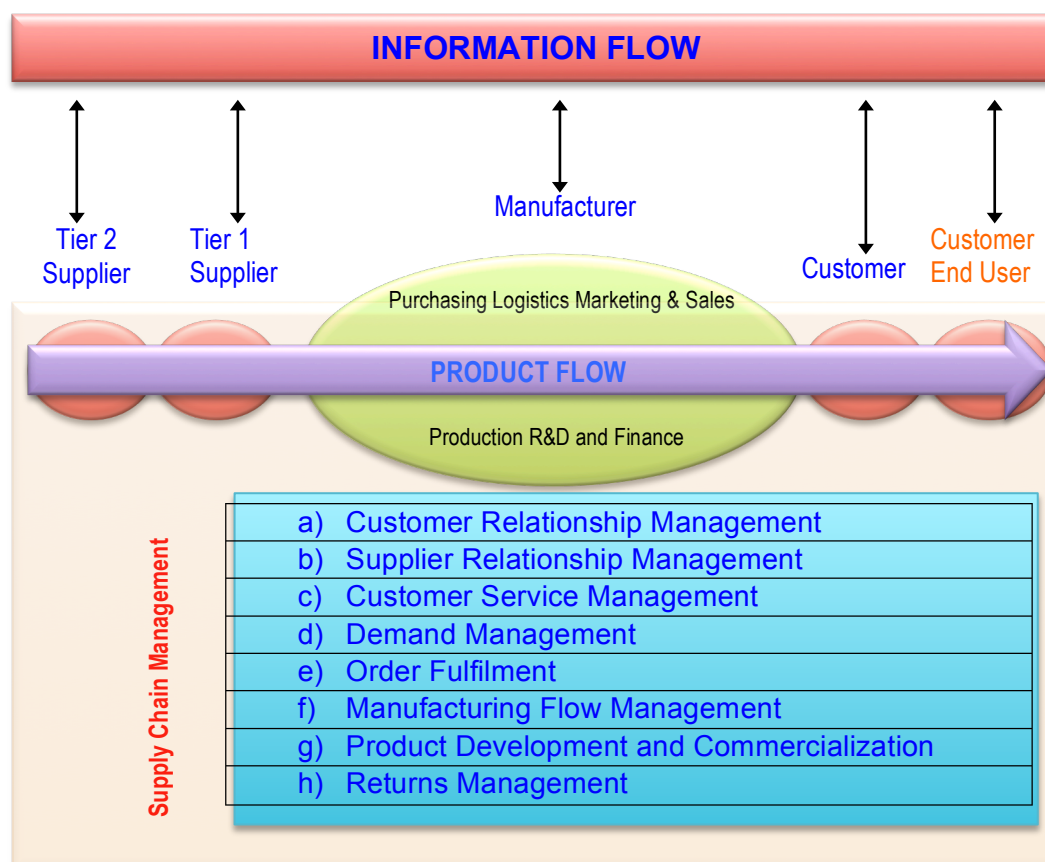 INFORMATION FLOW
Manufacturer
Tier 2
Supplier
Tier 1
Supplier
Customer
Customer
End User
Purchasing Logistics Marketing & Sales
PRODUCT FLOW
Production R&D and Finance
Supply Chain Management
a) Customer Relationship Management
b) Supplier Relationship Management
c) Customer Service Management
d) Demand Management
e) Order Fulfilment
f) Manufacturing Flow Management
g) Product Development and Commercialization
h) Returns Management